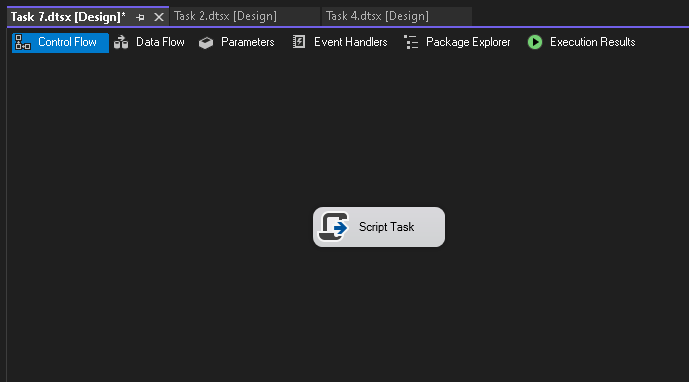 Task 7.dtsx [Design]* Task 2.dtsx [Design] Task 4.dtsx [Design]
Control Flow Data Flow Parameters Event Handlers Package Explorer Execution Results
Script Task